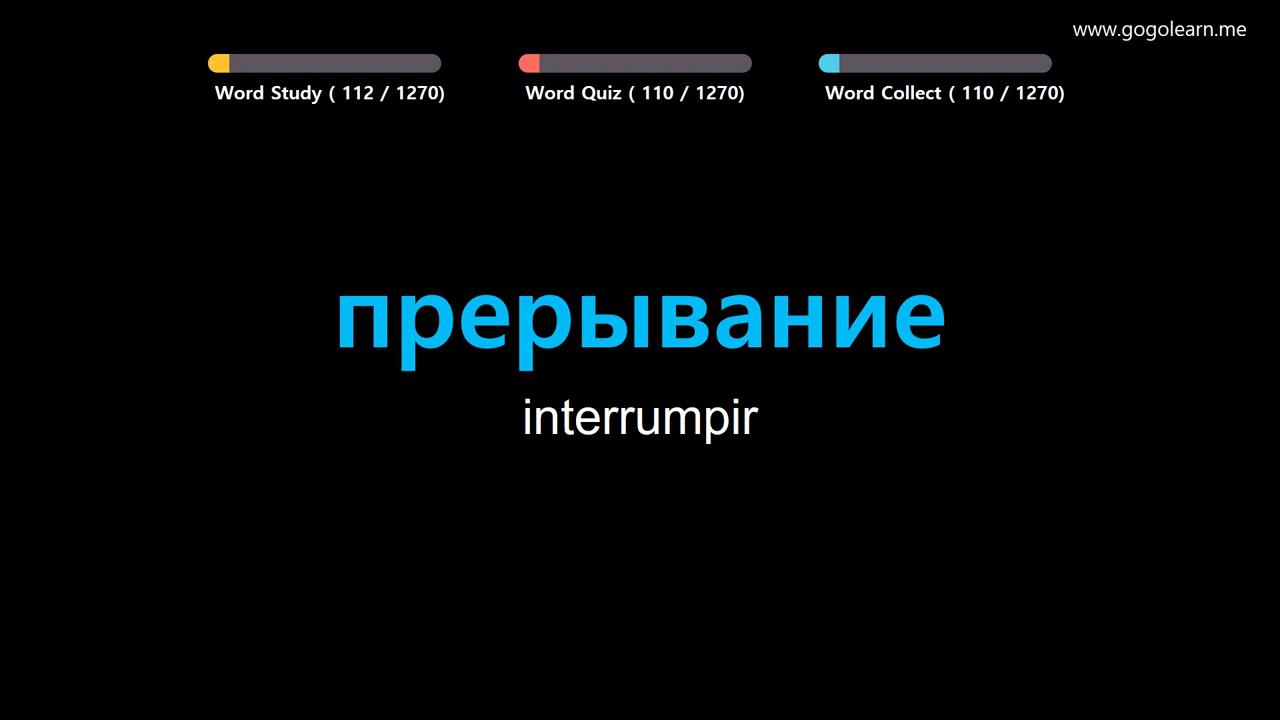 www.gogolearn.me
Word Study ( 112 / 1270)
Word Quiz ( 110 / 1270)
Word Collect ( 110 / 1270)
прерывание
interrumpir